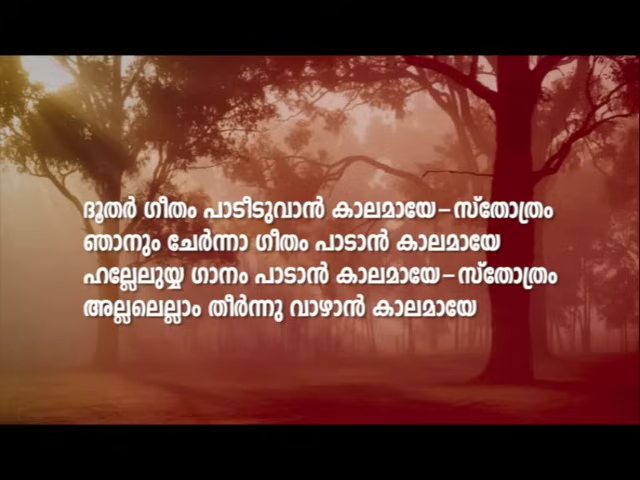 ദൂതർ ഗീതം പാടീടുവാൻ കാലമായേ–സ്തോത്രം
ഞാനും ചേർന്നാ ഗീതം പാടാൻ കാലമായേ
ഹല്ലേലുയ്യ ഗാനം പാടാൻ കാലമായേ–സ്തോത്രം
അല്ലലെല്ലാം തീർന്നു വാഴാൻ കാലമായേ